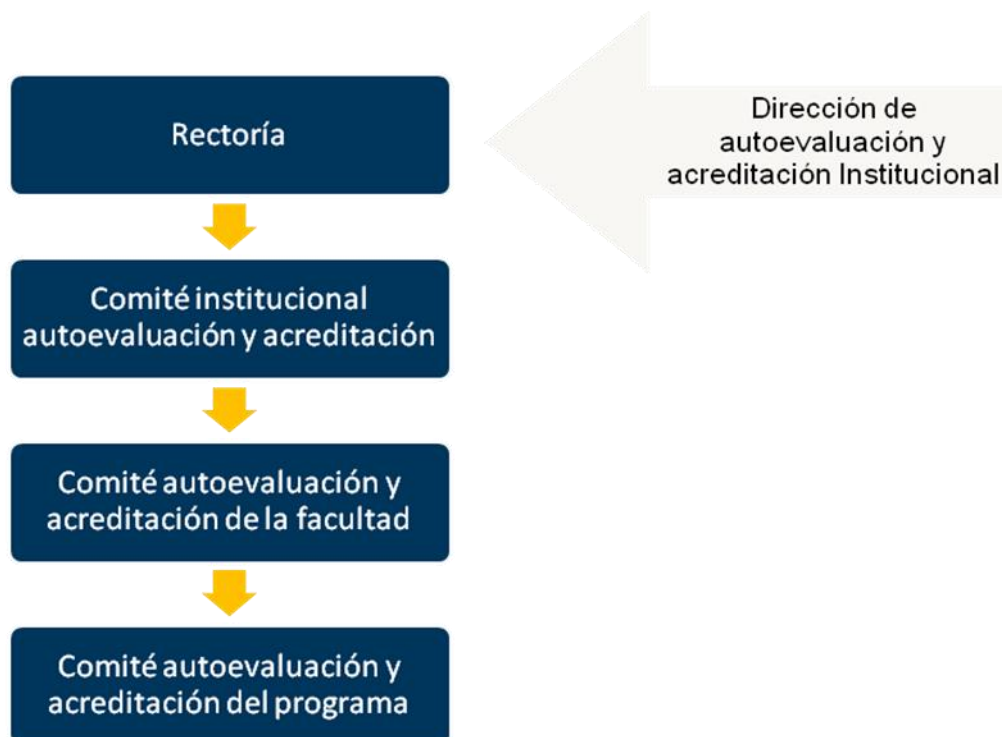 Rectoría
Dirección de
autoevaluación y
acreditación Institucional
Comité institucional
autoevaluación y acreditación
Comité autoevaluación y
acreditación de la facultad
Comité autoevaluación y
acreditación del programa